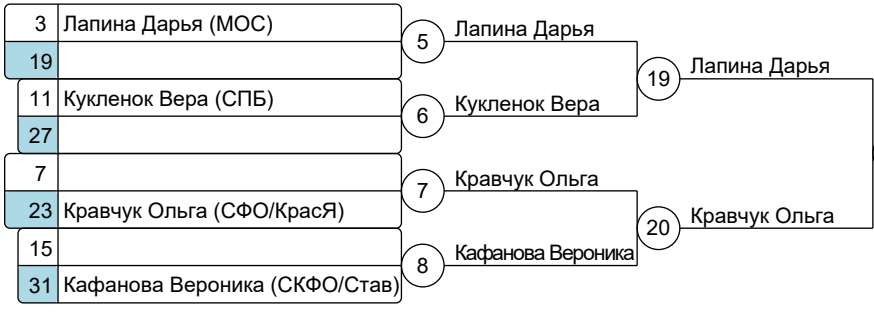 3 Лапина Дарья (МОС)
19
5 Лапина Дарья
11 Кукленок Вера (СПБ)
27
6 Кукленок Вера
19 Лапина Дарья
7
23 Кравчук Ольга (СФО/КрасЯ)
7 Кравчук Ольга
15
31 Кафанова Вероника (СКФО/Став)
8 Кафанова Вероника
20 Кравчук Ольга